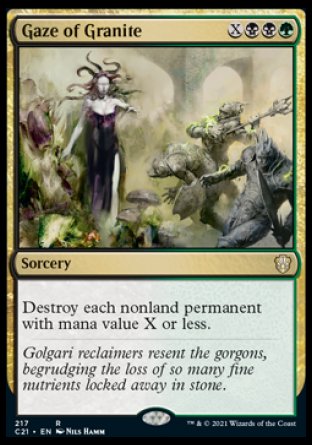 Gaze of Granite X B B G
Sorcery
Destroy each nonland permanent
with mana value X or less.
Golgari reclaimers resent the gorgons,
begrudging the loss of so many fine
nutrients locked away in stone.
217 R
C21 • EN Nils Hamm
™ & © 2021 Wizards of the Coast